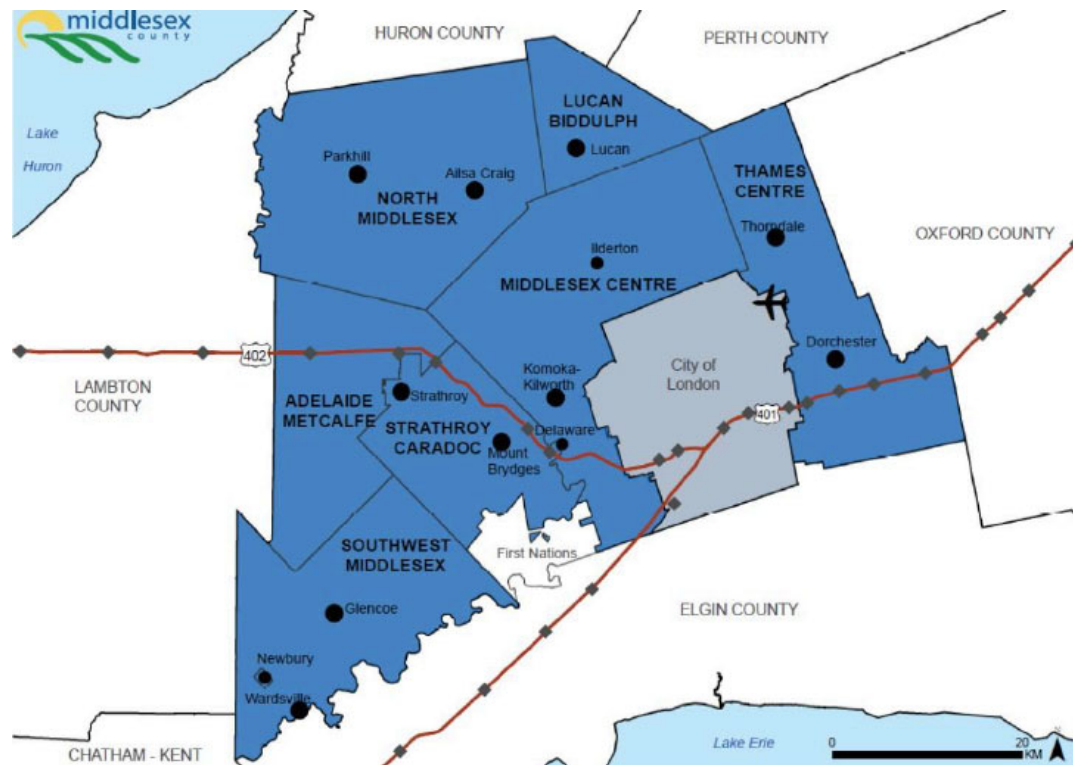 middlesex
county
HURON COUNTY
PERTH COUNTY
Lake
Huron
LUCAN
BIDDULPH
Lucan
Parkhill
Ailsa Craig
NORTH
MIDDLESEX
THAMES
CENTRE
Thorndale
OXFORD COUNTY
Ilderton
MIDDLESEX CENTRE
402
LAMBTON
COUNTY
City of
London
Dorchester
Komoka-
Kilworth
401
ADELAIDE
METCALFE
Strathroy
STRATHROY
CARADOC
Delaware
Mount
Brydges
SOUTHWEST
MIDDLESEX
First Nations
Glencoe
ELGIN COUNTY
Newbury
Wardsville
CHATHAM - KENT
Lake Erie
0
20
KM